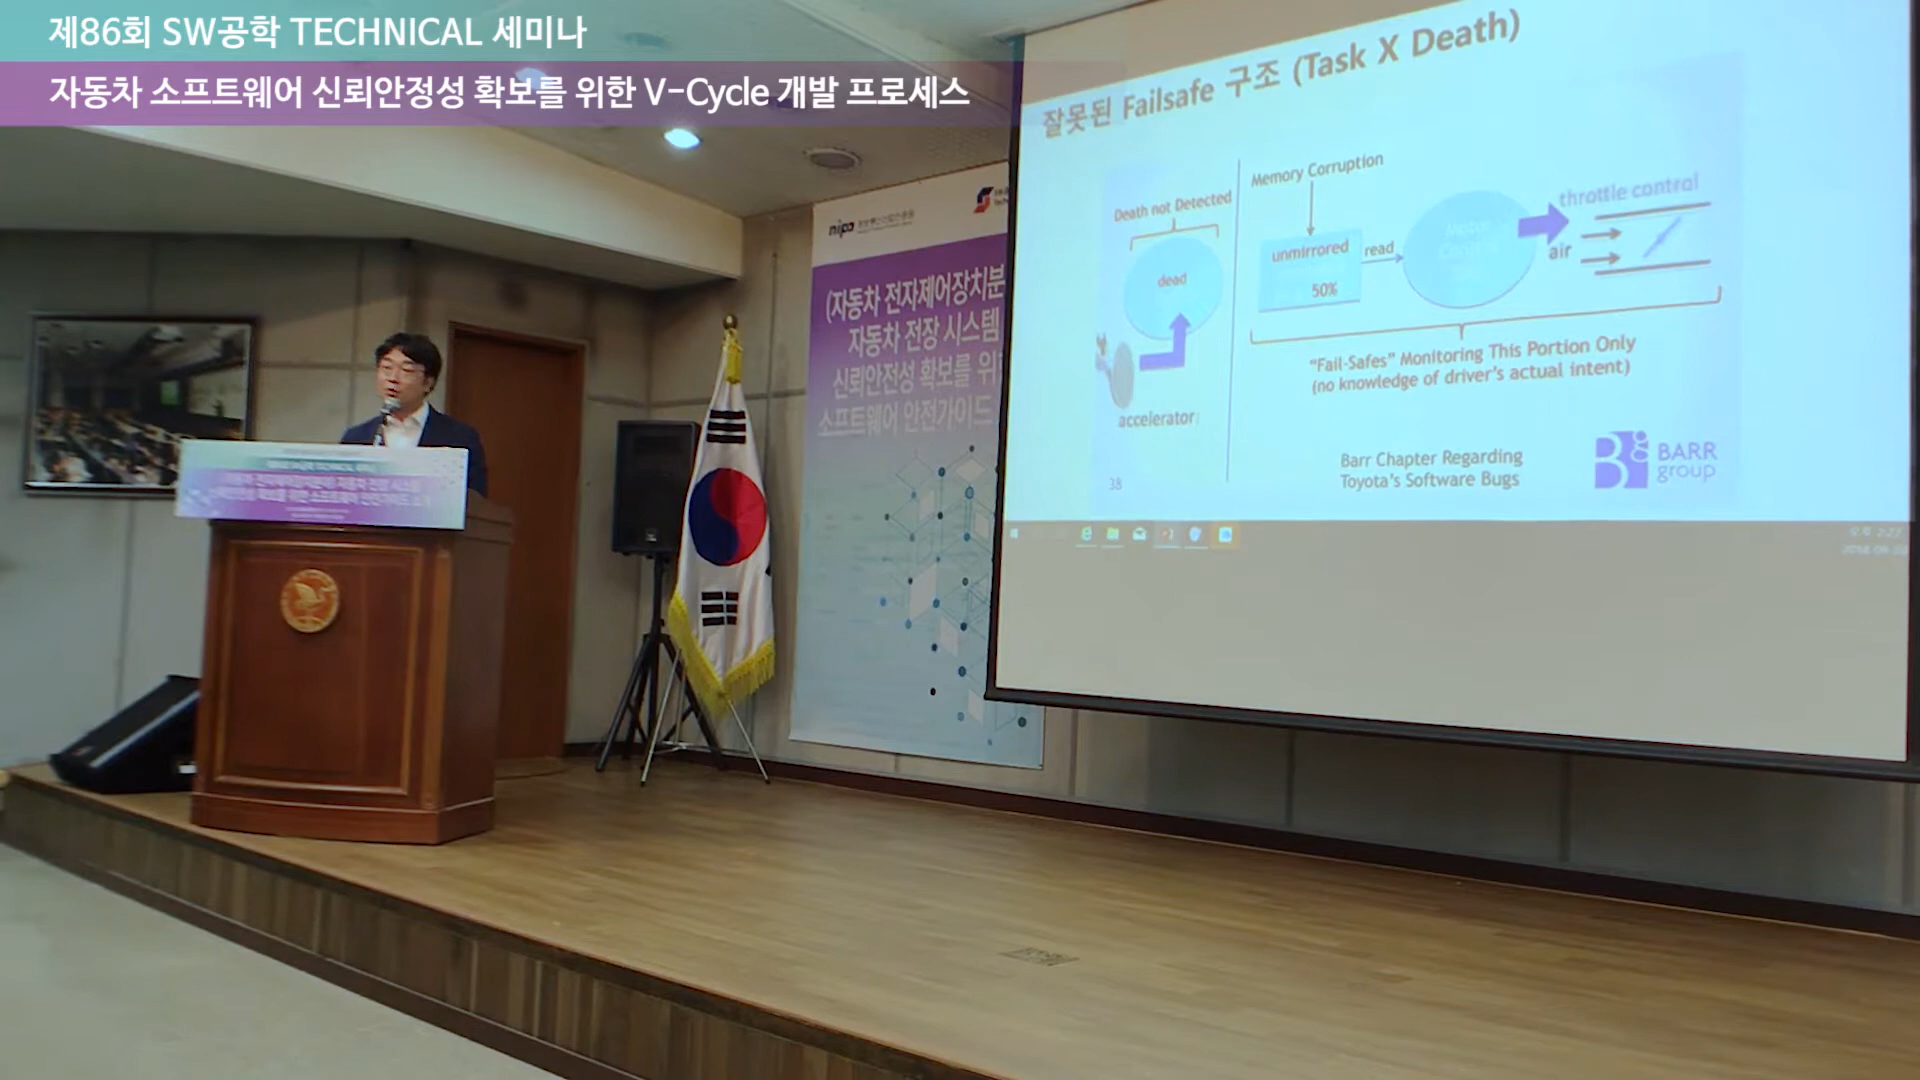 제86회 SW공학 TECHNICAL 세미나
자동차 소프트웨어 신뢰안정성 확보를 위한 V-Cycle 개발 프로세스
잘못된 Failsafe 구조 (Task X Death)
Death not Detected
dead
accelerator
Memory Corruption
unmirrored
50%
read
Motor
Control
throttle control
air
"Fail-Safes" Monitoring This Portion Only
(no knowledge of driver's actual intent)
Barr Chapter Regarding
Toyota's Software Bugs
BARR
group
38
nipa
(자동차 전자제어장치분
자동차 전장 시스템
신뢰안전성 확보를 위
소프트웨어 안전가이드